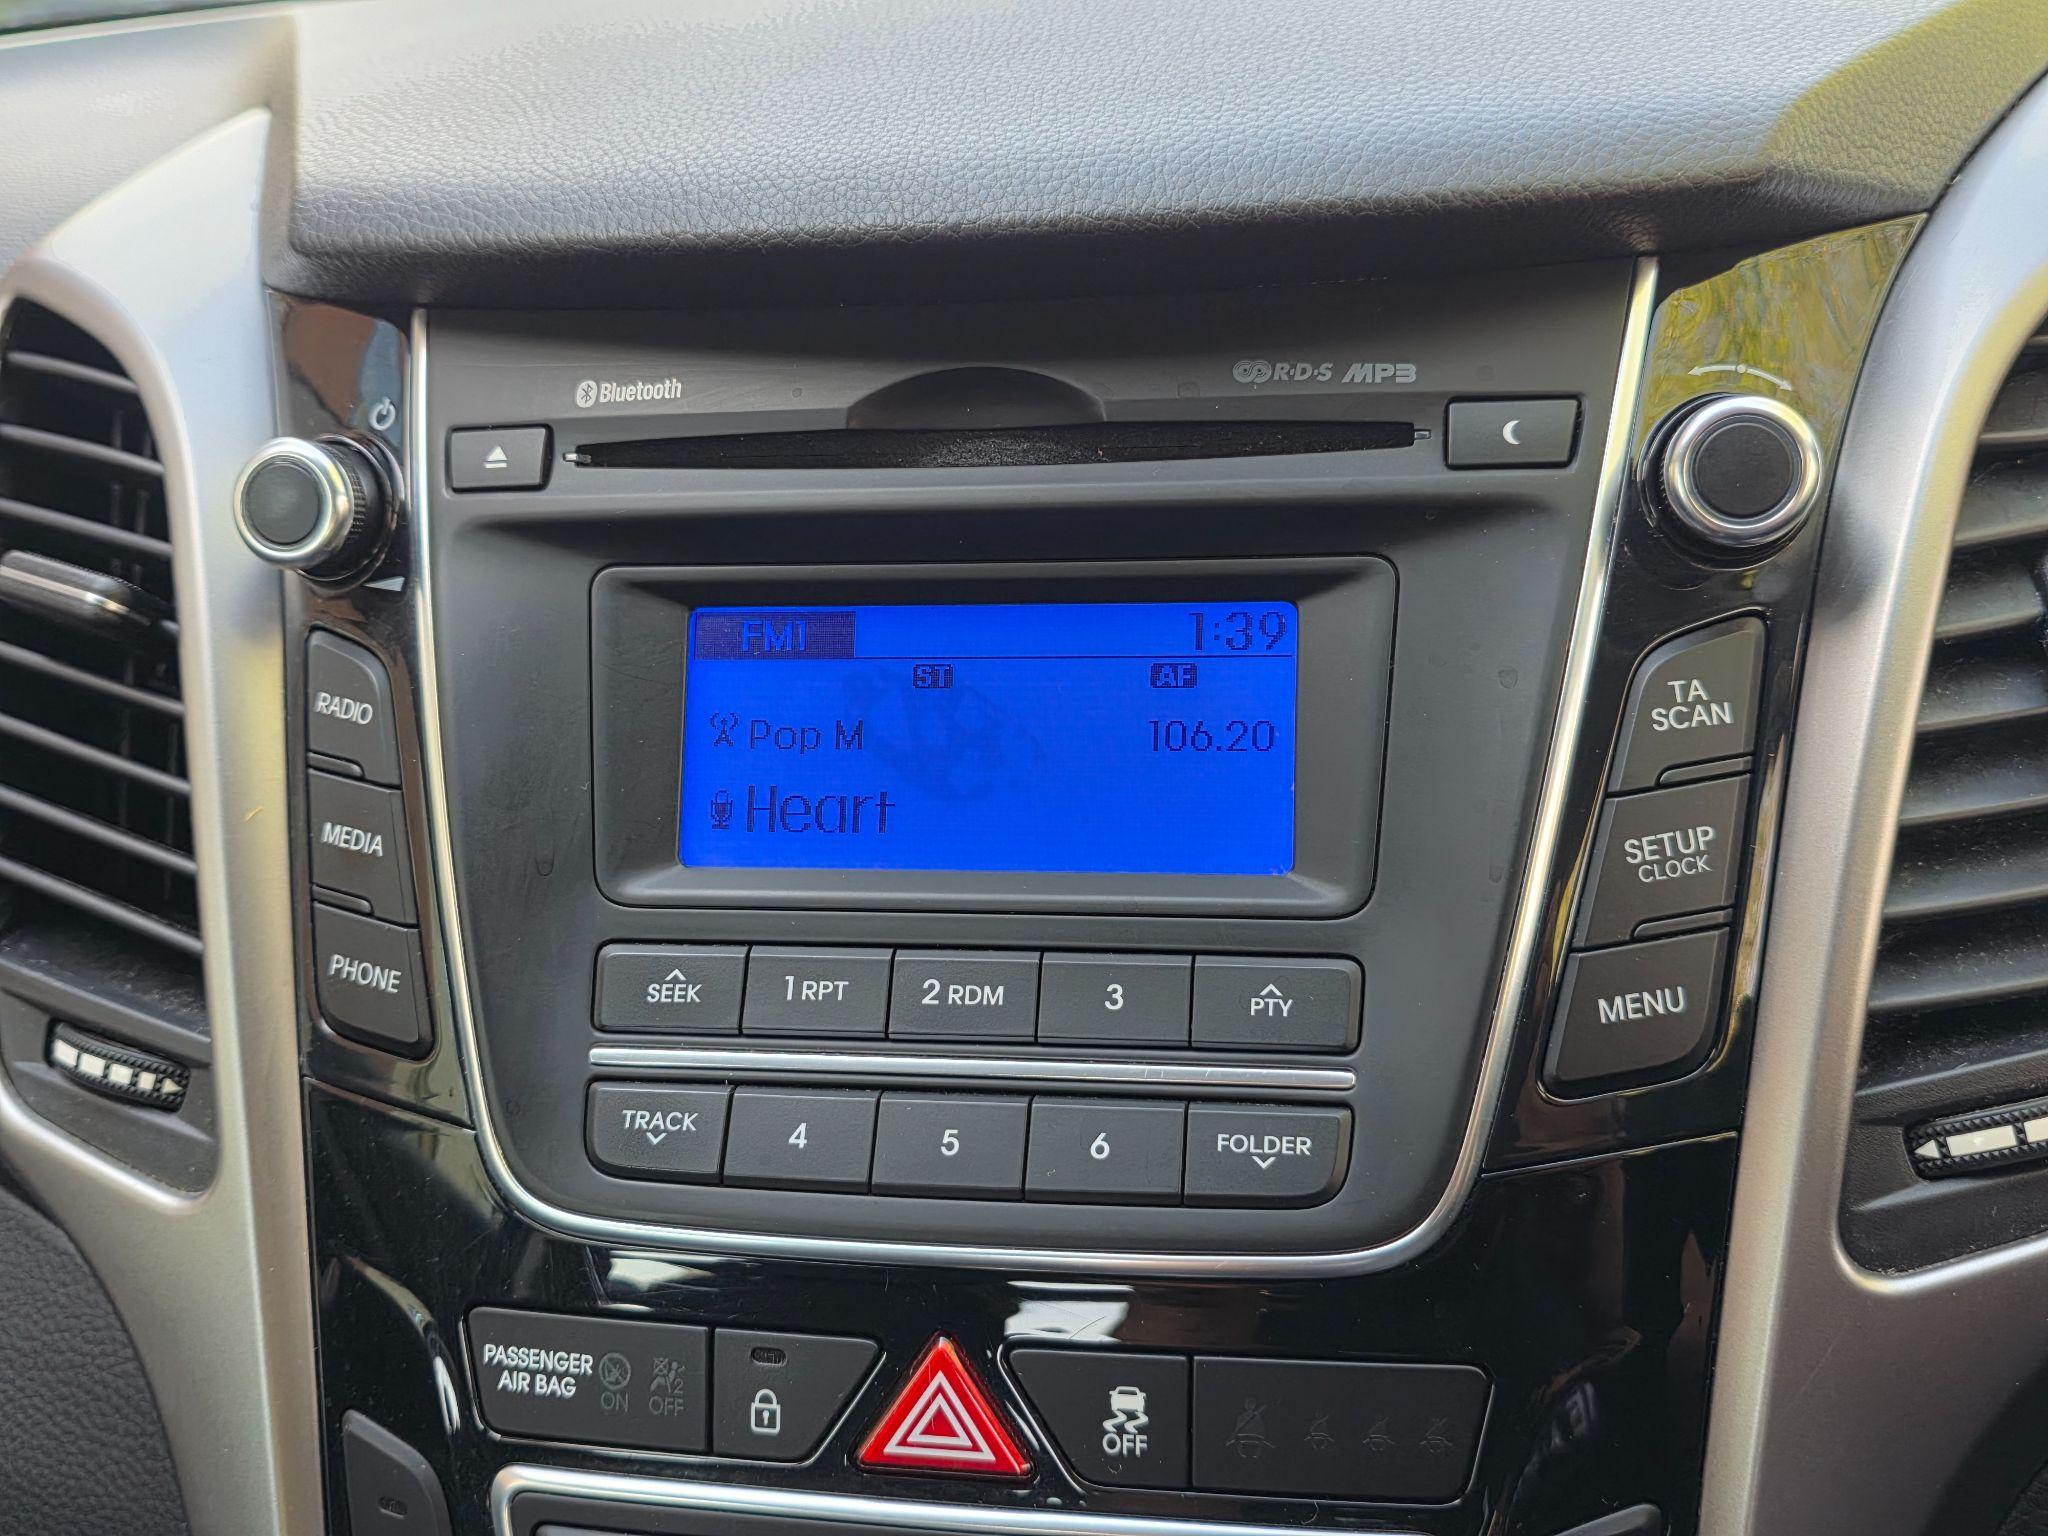 Bluetooth
R·D·S MP3
FM1 1:39
ST AF
Pop M 106.20
Heart
RADIO
MEDIA
PHONE
TA
SCAN
SETUP
CLOCK
MENU
SEEK 1 RPT 2 RDM 3 PTY
TRACK 4 5 6 FOLDER
PASSENGER
AIR BAG ON 2 OFF
OFF